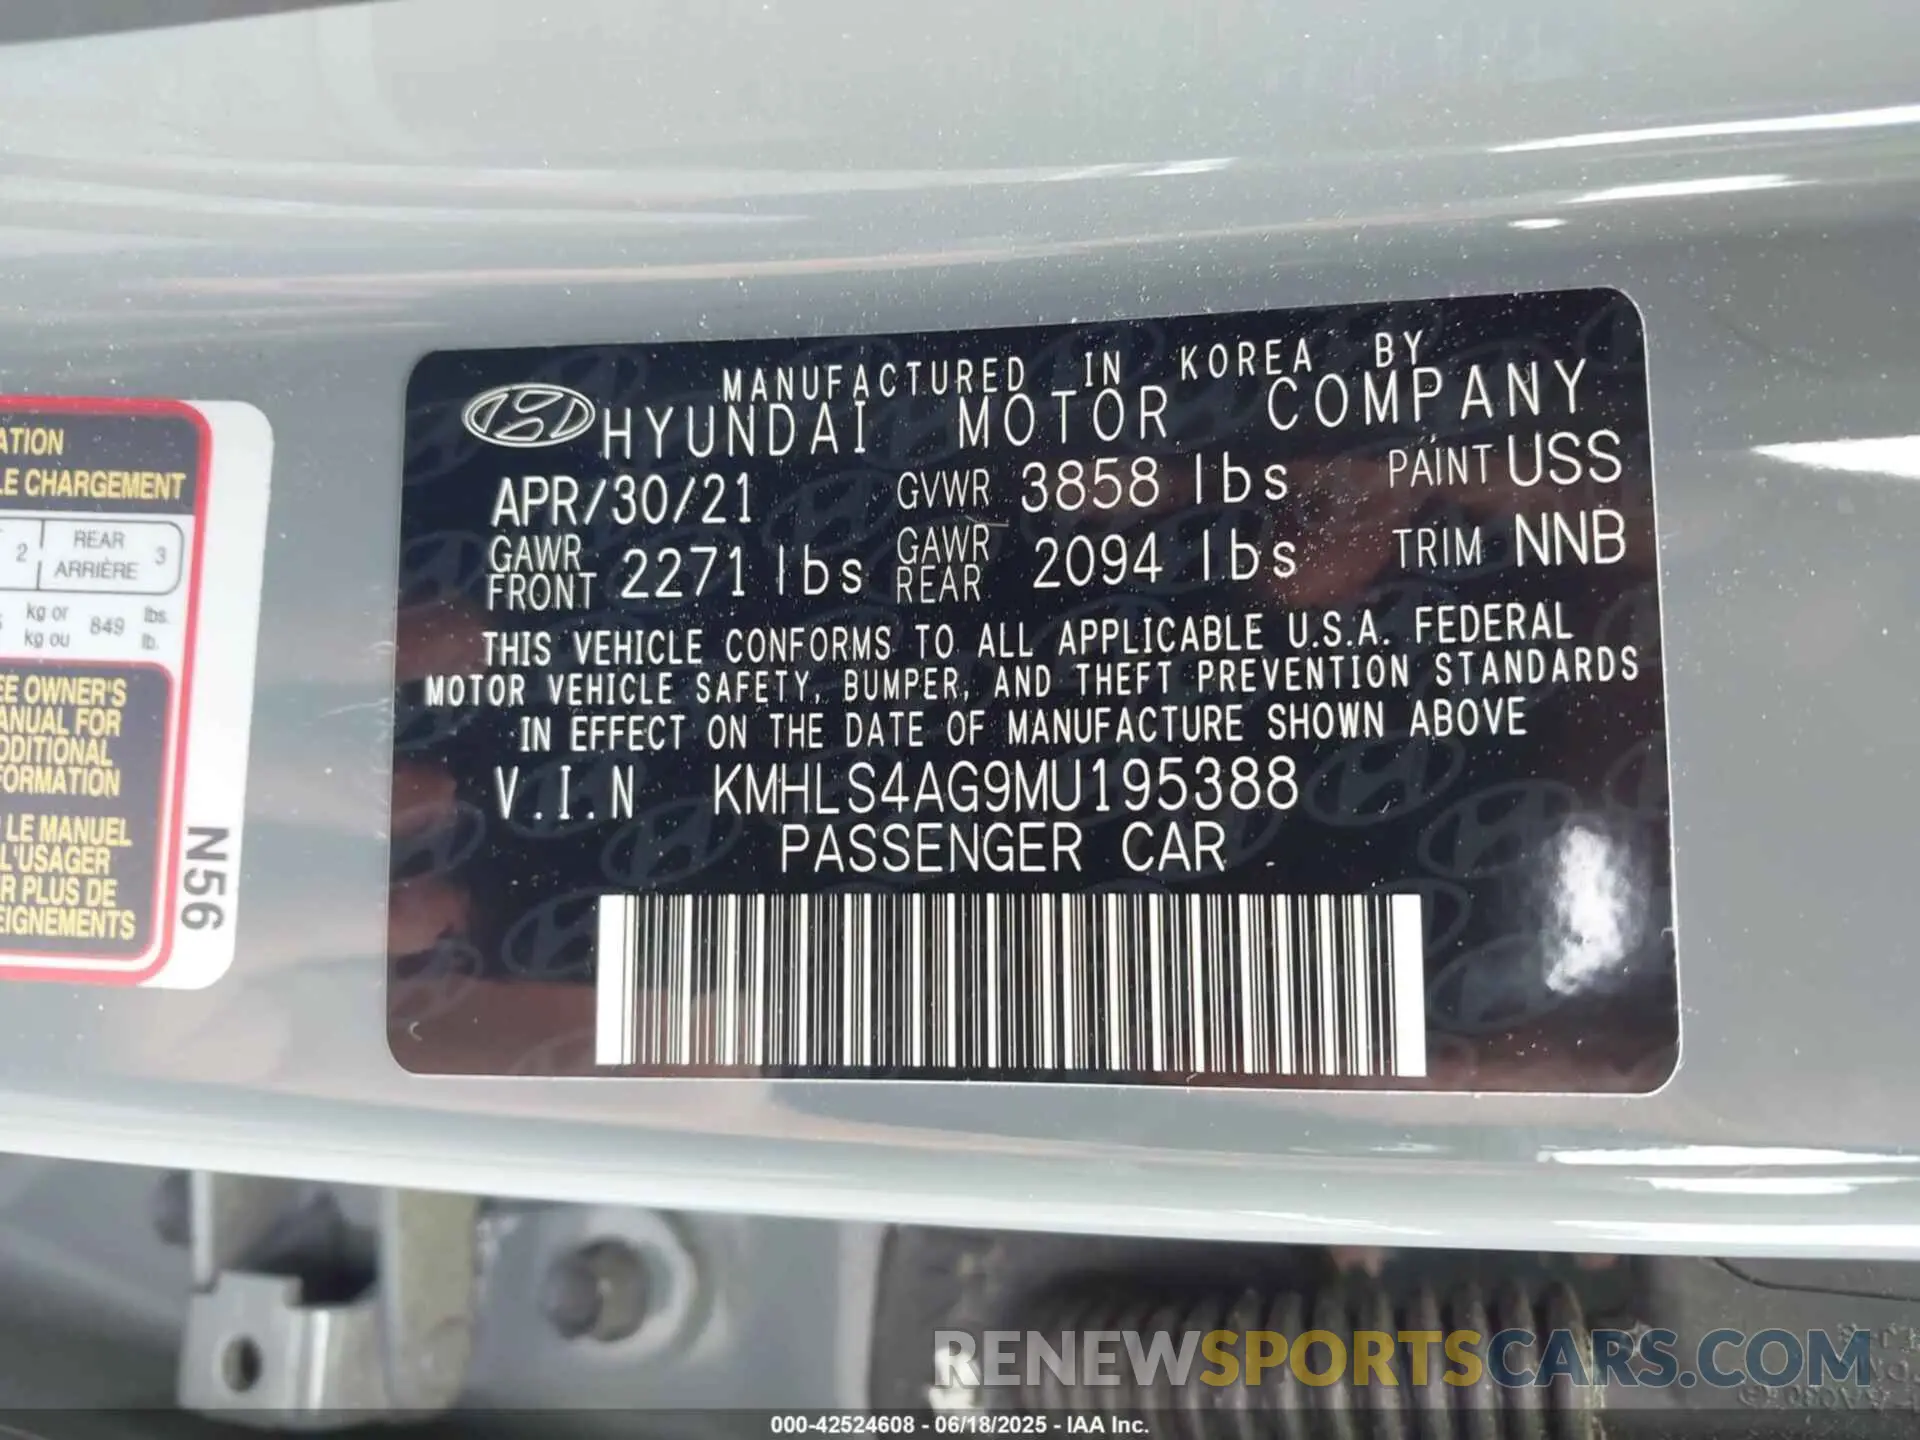 MANUFACTURED IN KOREA BY
HYUNDAI MOTOR COMPANY
APR/30/21 GVWR 3858 lbs PAINT USS
GAWR FRONT 2271 lbs GAWR REAR 2094 lbs TRIM NNB
THIS VEHICLE CONFORMS TO ALL APPLICABLE U.S.A. FEDERAL
MOTOR VEHICLE SAFETY, BUMPER, AND THEFT PREVENTION STANDARDS
IN EFFECT ON THE DATE OF MANUFACTURE SHOWN ABOVE
V.I.N KMHLS4AG9MU195388
PASSENGER CAR
ATION
LE CHARGEMENT
2 REAR 3
ARRIÈRE
kg or 849 lbs.
kg ou lb.
EE OWNER'S
ANUAL FOR
DDITIONAL
FORMATION
LE MANUEL
L'USAGER
R PLUS DE
EIGNEMENTS
N56
RENEWSPORTSCARS.COM
000-42524608 - 06/18/2025 - IAA Inc.